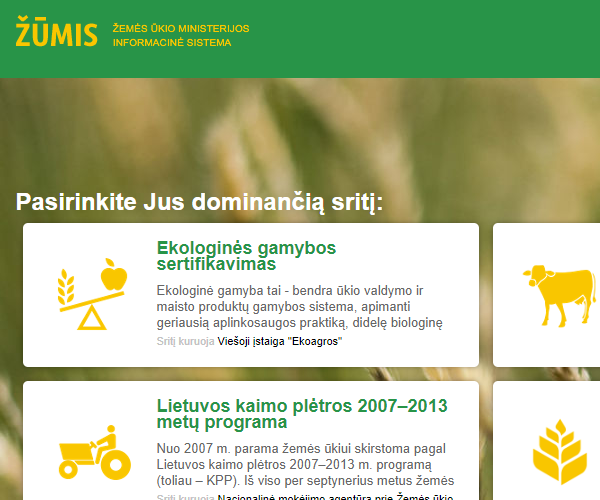 ŽŪMIS
ŽEMĖS ŪKIO MINISTERIJOS
INFORMACINĖ SISTEMA
Pasirinkite Jus dominančią sritį:
Ekologinės gamybos
sertifikavimas
Ekologinė gamyba tai - bendra ūkio valdymo ir
maisto produktų gamybos sistema, apimanti
geriausią aplinkosaugos praktiką, didelę biologinę
Sritį kuruoja Viešoji įstaiga "Ekoagros"
Lietuvos kaimo plėtros 2007–2013
metų programa
Nuo 2007 m. parama žemės ūkiui skirstoma pagal
Lietuvos kaimo plėtros 2007–2013 m. programą
(toliau – KPP). Iš viso per septynerius metus žemės
Sritį kuruoja Nacionalinė mokėjimo agentūra prie Žemės ūkio